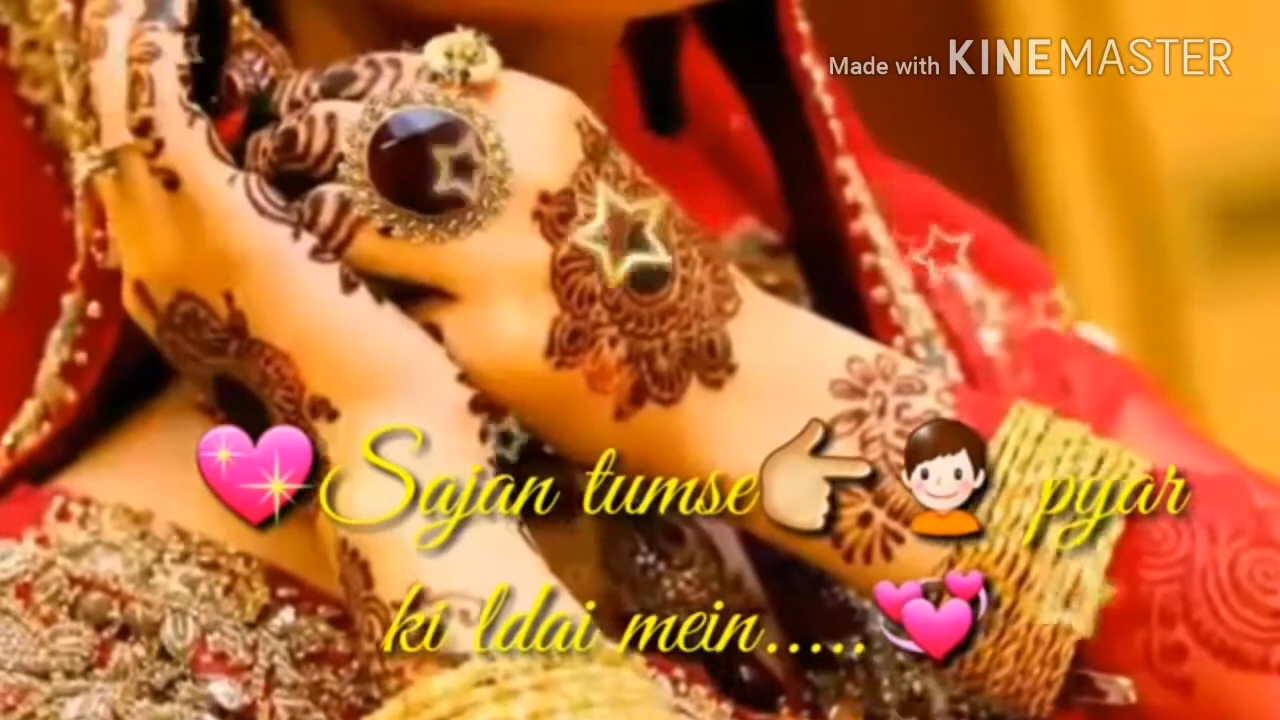 Made with KINEMASTER
💖Sajan tumse👉👦 pyar
ki ldai mein.....💞